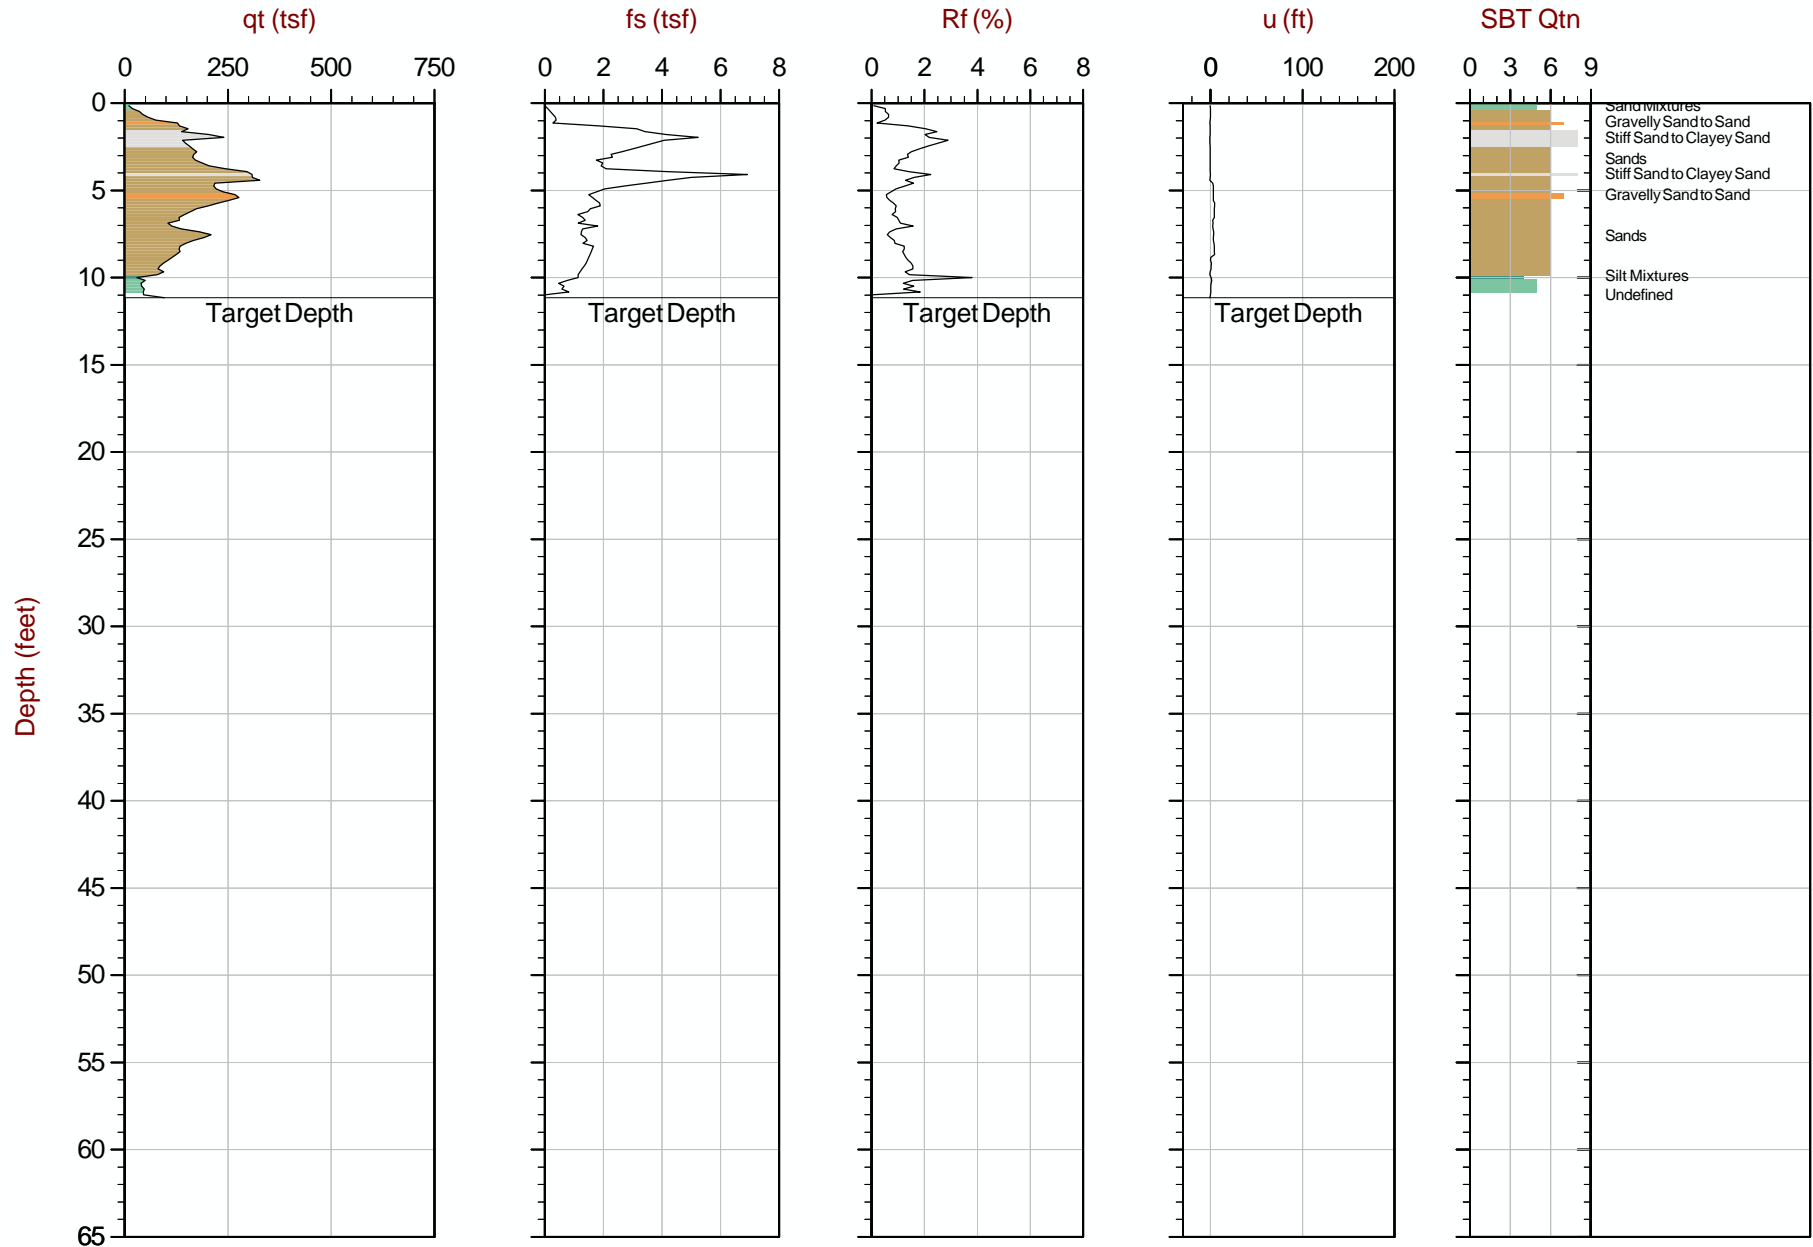 qt (tsf) fs (tsf) Rf (%) u (ft) SBT Qtn
0 250 500 750 0 2 4 6 8 0 2 4 6 8 0 100 200 0 3 6 9
0
5
10
15
20
25
30
35
40
45
50
55
60
65
Depth (feet)
Target Depth Target Depth Target Depth Target Depth
Sand Mixtures
Gravelly Sand to Sand
Stiff Sand to Clayey Sand
Sands
Stiff Sand to Clayey Sand
Gravelly Sand to Sand
Sands
Silt Mixtures
Undefined